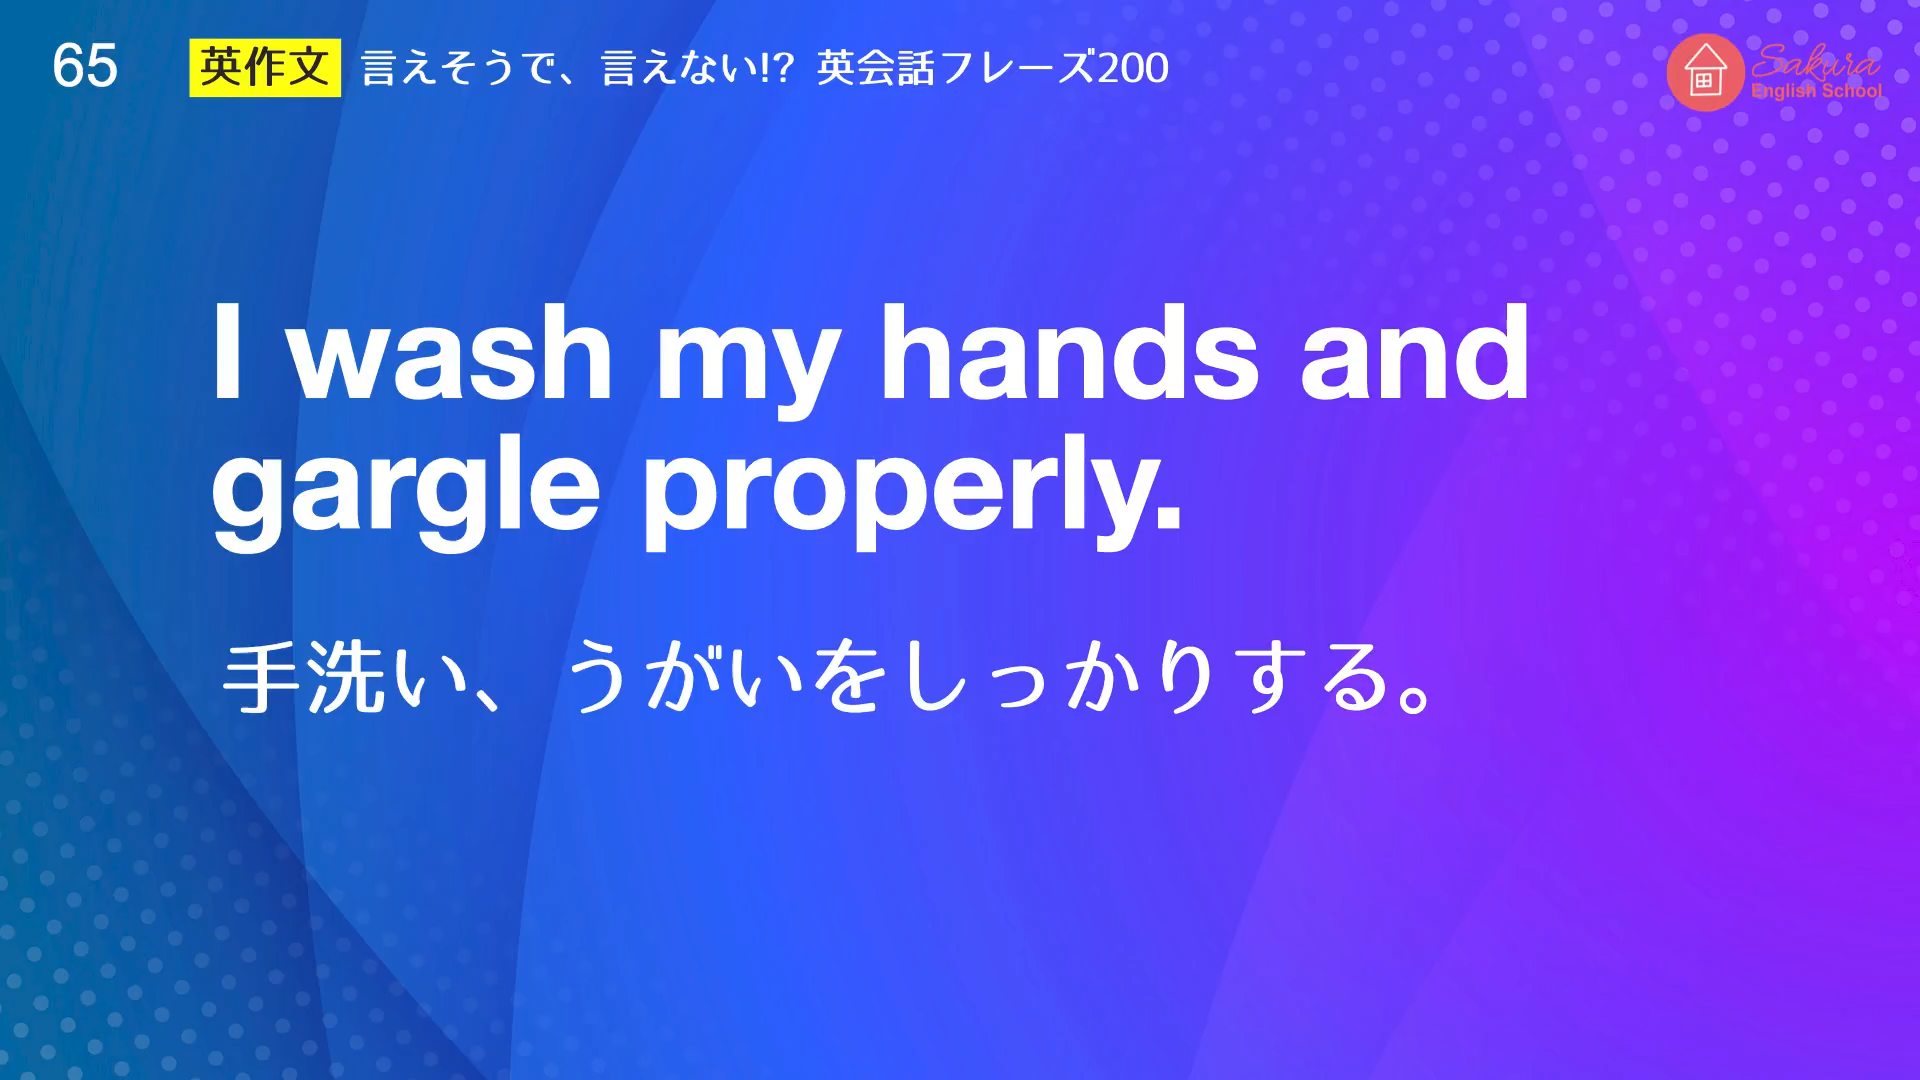 65
英作文 言えそうで、言えない!? 英会話フレーズ200
Sakura
English School
I wash my hands and
gargle properly.
手洗い、うがいをしっかりする。